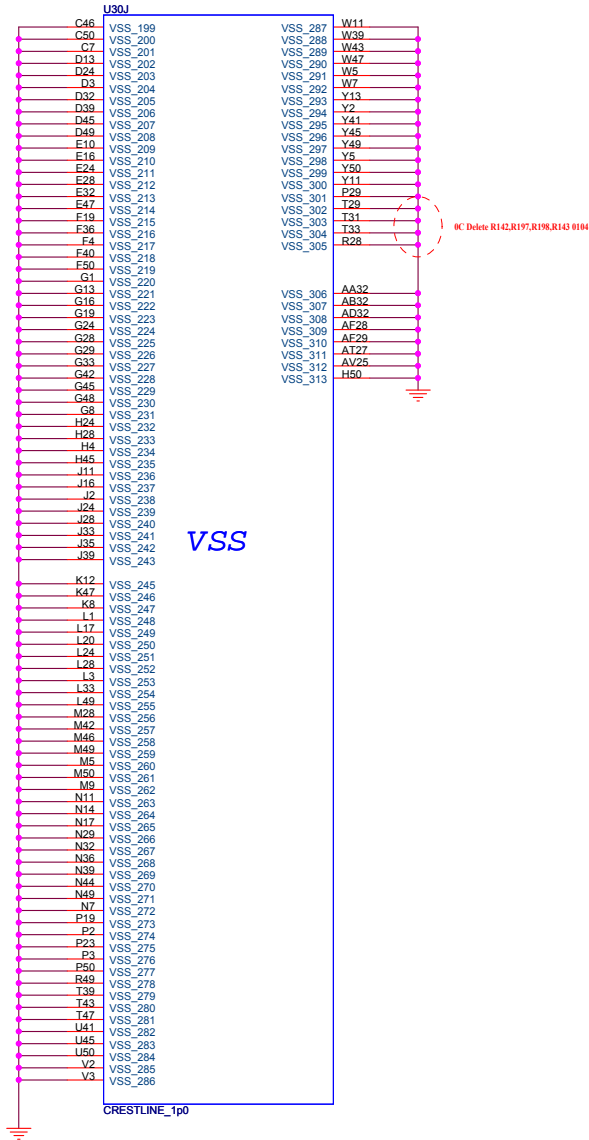 U30J
C46 VSS_199
C50 VSS_200
C7 VSS_201
D13 VSS_202
D24 VSS_203
D3 VSS_204
D32 VSS_205
D39 VSS_206
D45 VSS_207
D49 VSS_208
E10 VSS_209
E16 VSS_210
E24 VSS_211
E28 VSS_212
E32 VSS_213
E47 VSS_214
F19 VSS_215
F36 VSS_216
F4 VSS_217
F40 VSS_218
F50 VSS_219
G1 VSS_220
G13 VSS_221
G16 VSS_222
G19 VSS_223
G24 VSS_224
G28 VSS_225
G29 VSS_226
G33 VSS_227
G42 VSS_228
G45 VSS_229
G48 VSS_230
G8 VSS_231
H24 VSS_232
H28 VSS_233
H4 VSS_234
H45 VSS_235
J11 VSS_236
J16 VSS_237
J2 VSS_238
J24 VSS_239
J28 VSS_240
J33 VSS_241
J35 VSS_242
J39 VSS_243
K12 VSS_245
K47 VSS_246
K8 VSS_247
L1 VSS_248
L17 VSS_249
L20 VSS_250
L24 VSS_251
L28 VSS_252
L3 VSS_253
L33 VSS_254
L49 VSS_255
M28 VSS_256
M42 VSS_257
M46 VSS_258
M49 VSS_259
M5 VSS_260
M50 VSS_261
M9 VSS_262
N11 VSS_263
N14 VSS_264
N17 VSS_265
N29 VSS_266
N32 VSS_267
N36 VSS_268
N39 VSS_269
N44 VSS_270
N49 VSS_271
N7 VSS_272
P19 VSS_273
P2 VSS_274
P23 VSS_275
P3 VSS_276
P50 VSS_277
R49 VSS_278
T39 VSS_279
T43 VSS_280
T47 VSS_281
U41 VSS_282
U45 VSS_283
U50 VSS_284
V2 VSS_285
V3 VSS_286
VSS
VSS_287 W11
VSS_288 W39
VSS_289 W43
VSS_290 W47
VSS_291 W5
VSS_292 W7
VSS_293 Y13
VSS_294 Y2
VSS_295 Y41
VSS_296 Y45
VSS_297 Y49
VSS_298 Y5
VSS_299 Y50
VSS_300 Y11
VSS_301 P29
VSS_302 T29
VSS_303 T31
VSS_304 T33
VSS_305 R28
0C Delete R142,R197,R198,R143 0104
VSS_306 AA32
VSS_307 AB32
VSS_308 AD32
VSS_309 AF28
VSS_310 AF29
VSS_311 AT27
VSS_312 AV25
VSS_313 H50
CRESTLINE_1p0